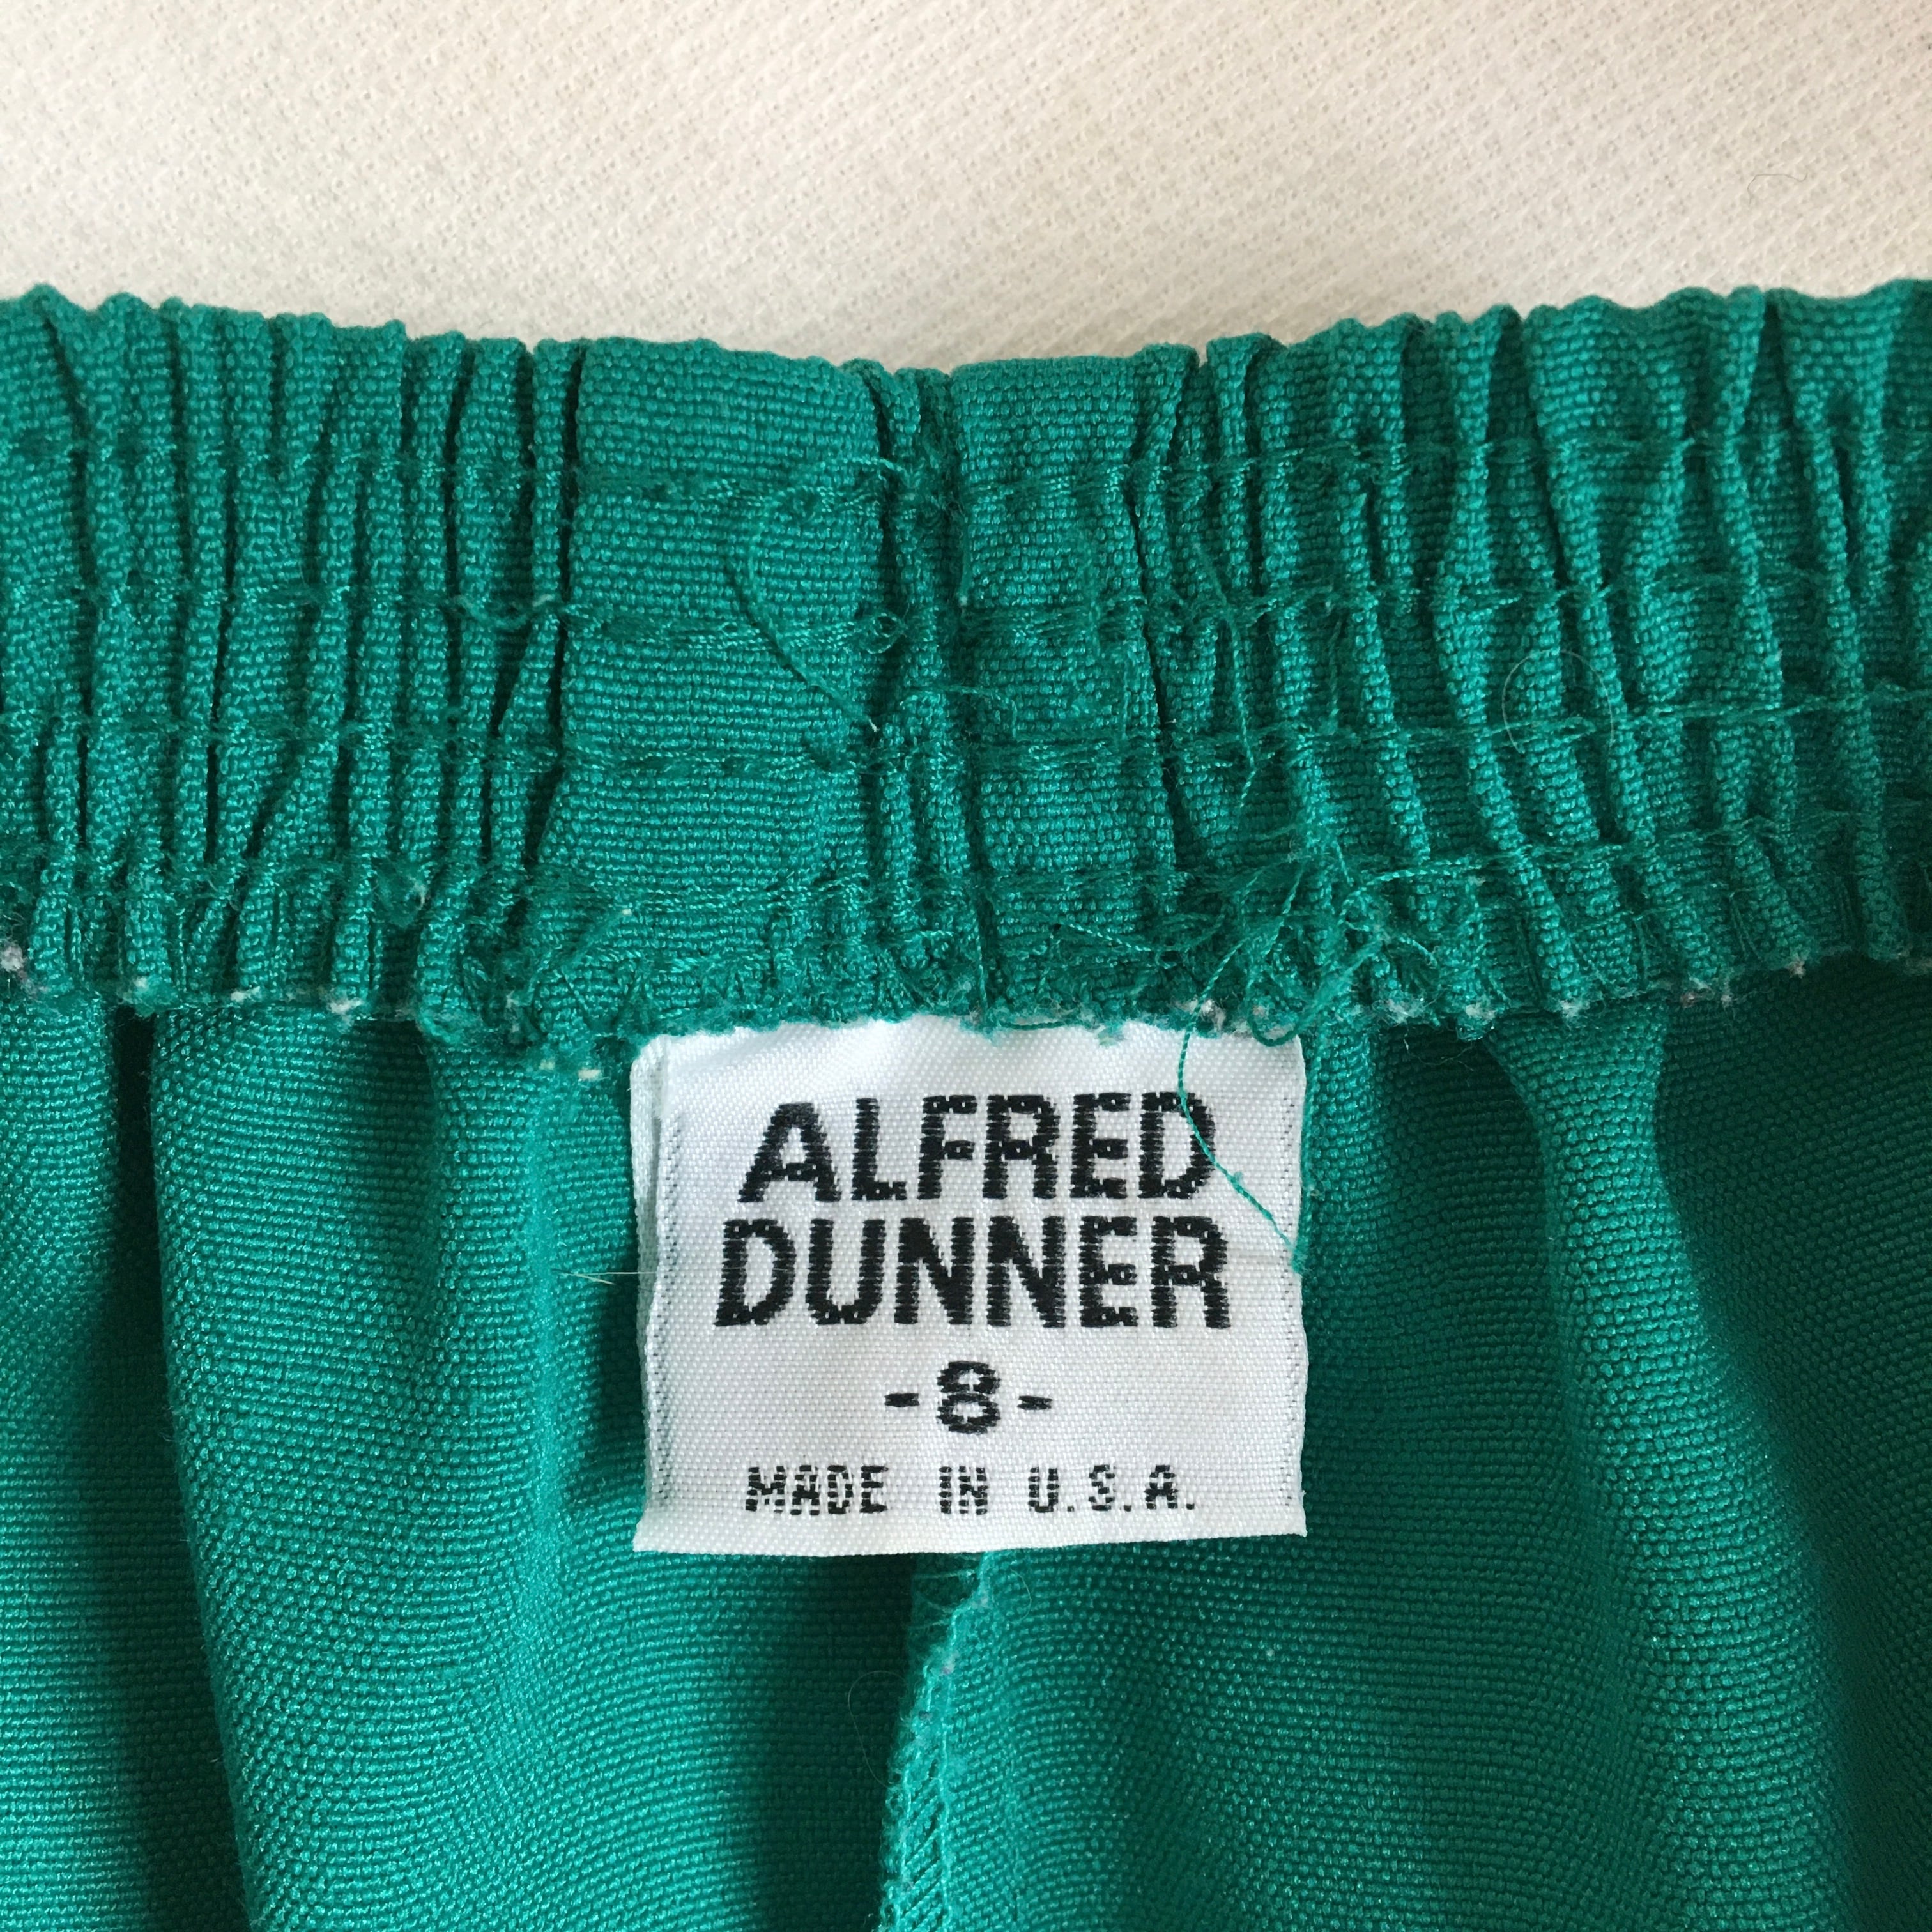 ALFRED
DUNNER
-8-
MADE IN U.S.A.